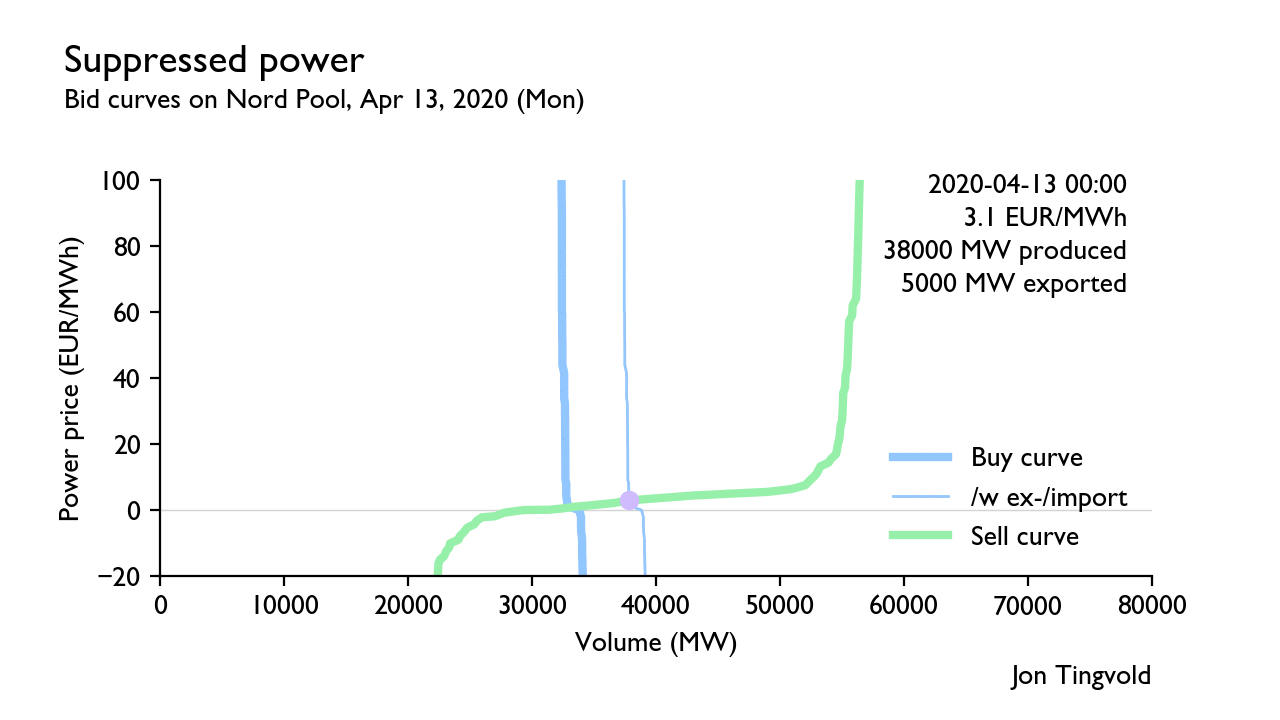 Suppressed power
Bid curves on Nord Pool, Apr 13, 2020 (Mon)
2020-04-13 00:00
3.1 EUR/MWh
38000 MW produced
5000 MW exported
Power price (EUR/MWh)
100
80
60
40
20
0
−20
Buy curve
/w ex-/import
Sell curve
0 10000 20000 30000 40000 50000 60000 70000 80000
Volume (MW)
Jon Tingvold